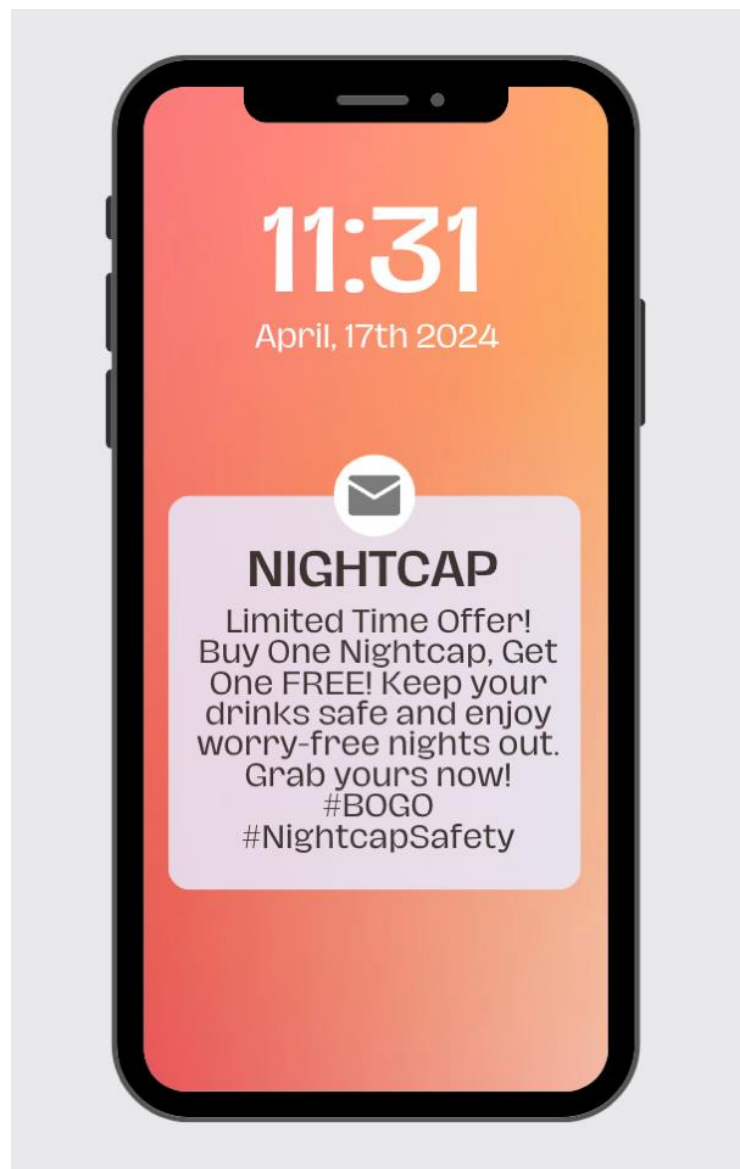 11:31
April, 17th 2024
NIGHTCAP
Limited Time Offer!
Buy One Nightcap, Get
One FREE! Keep your
drinks safe and enjoy
worry-free nights out.
Grab yours now!
#BOGO
#NightcapSafety